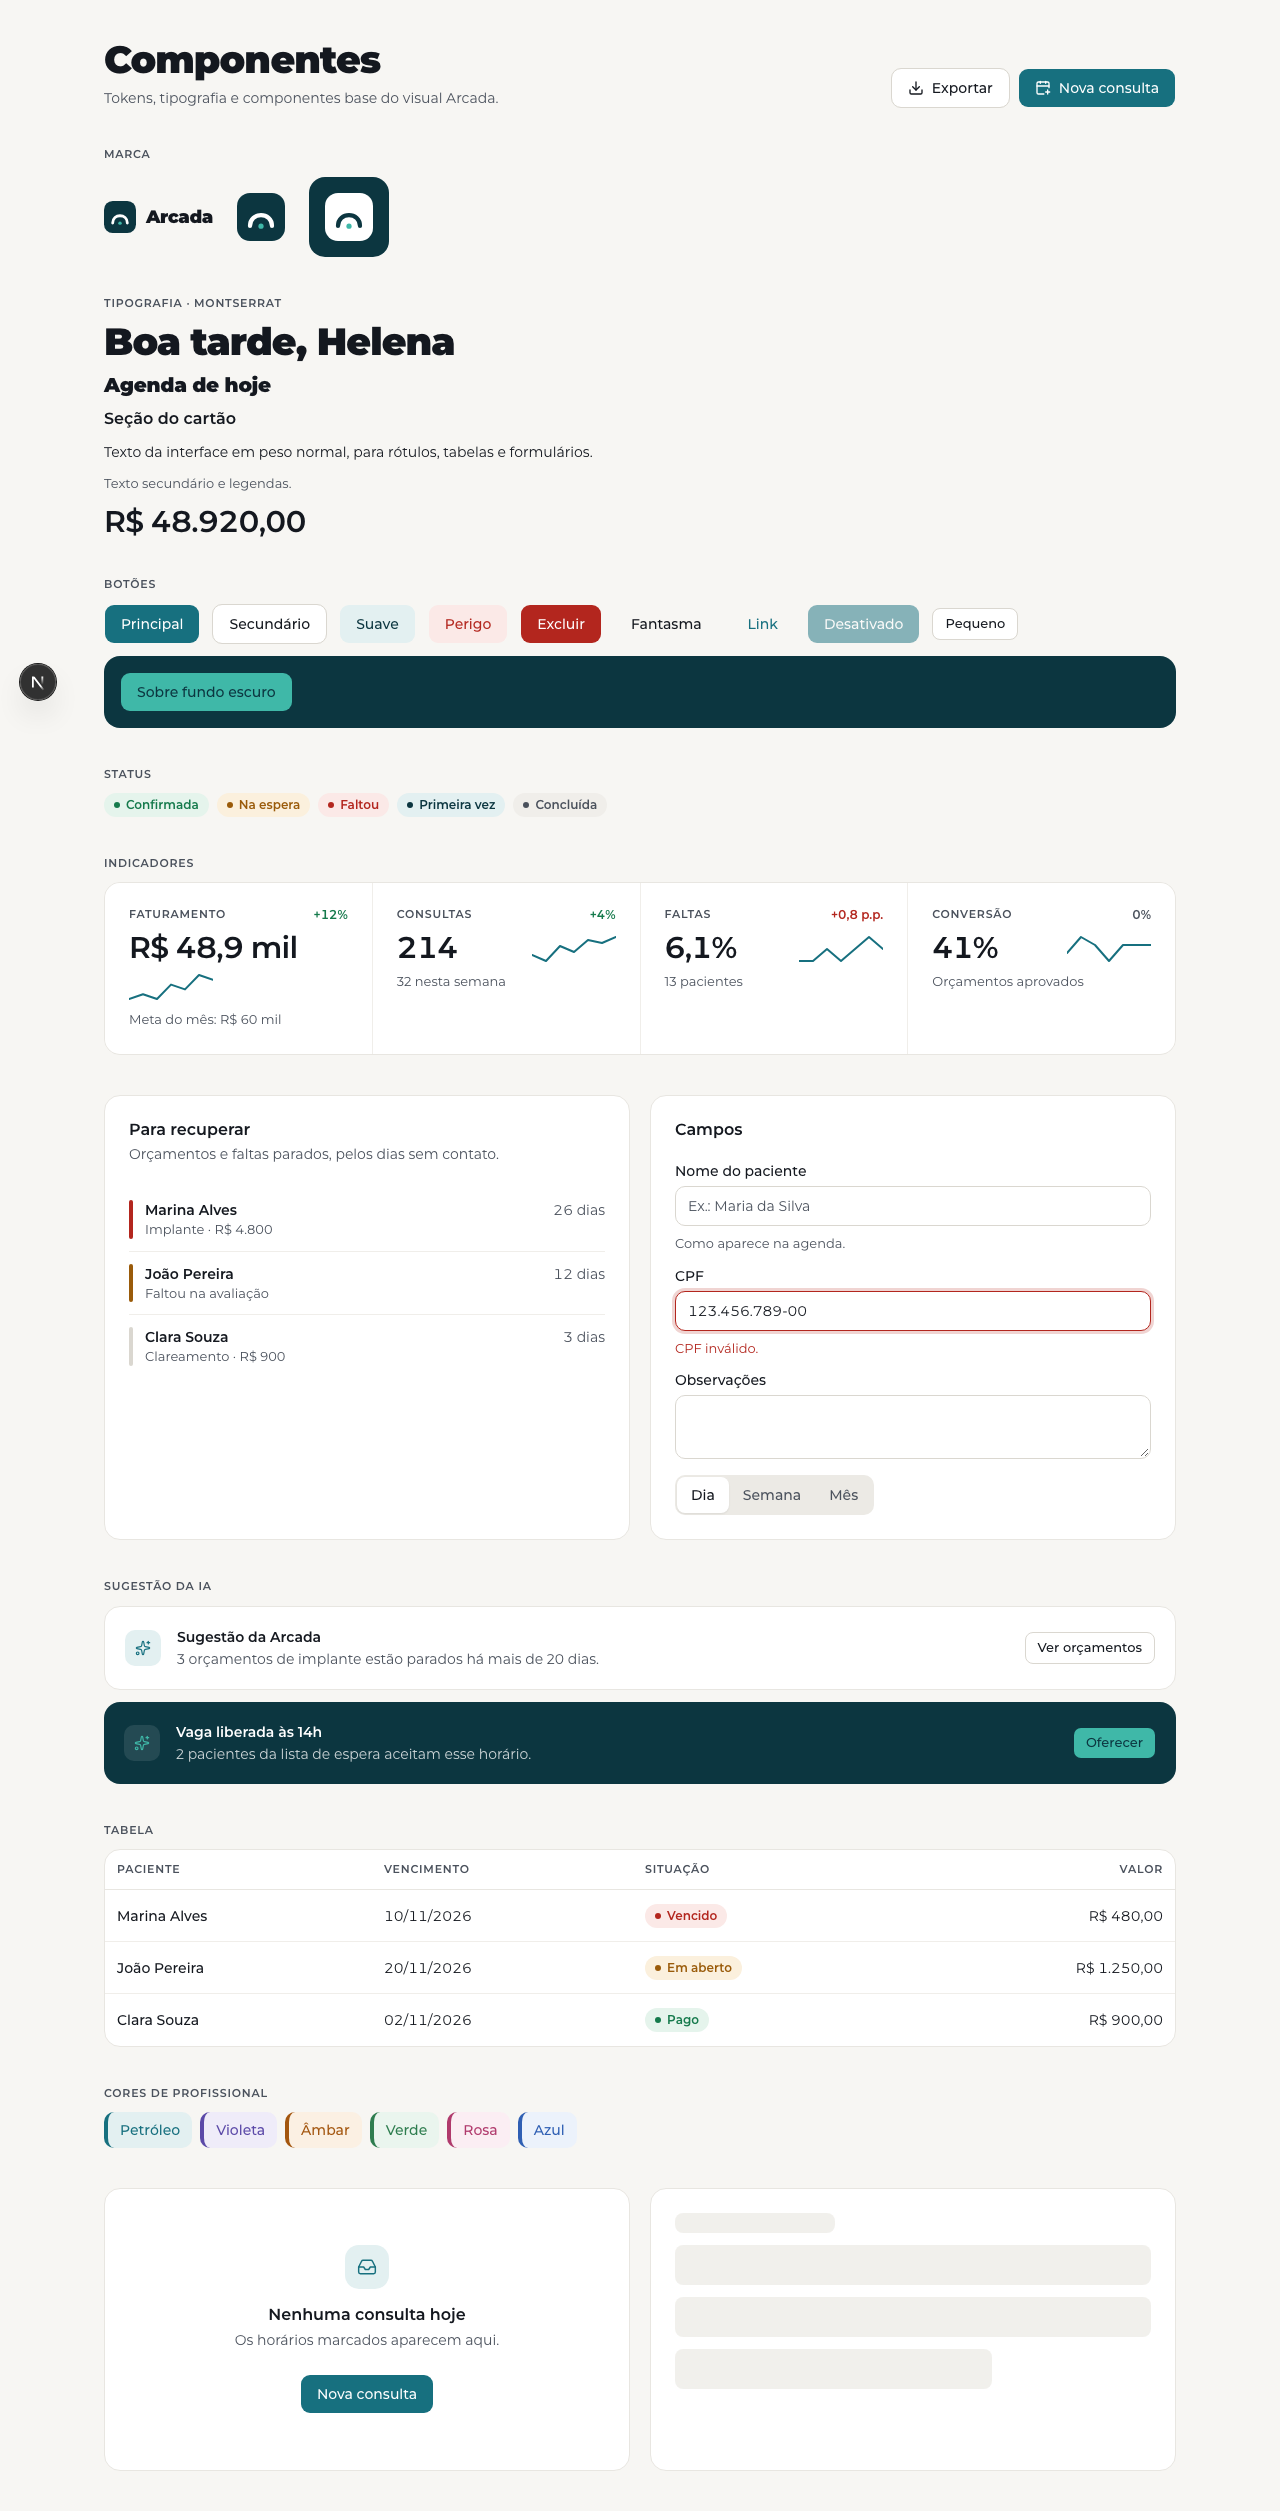 Componentes
Tokens, tipografia e componentes base do visual Arcada.
Exportar
Nova consulta
MARCA
Arcada
TIPOGRAFIA · MONTSERRAT
Boa tarde, Helena
Agenda de hoje
Seção do cartão
Texto da interface em peso normal, para rótulos, tabelas e formulários.
Texto secundário e legendas.
R$ 48.920,00
BOTÕES
Principal Secundário Suave Perigo Excluir Fantasma Link Desativado Pequeno
N
Sobre fundo escuro
STATUS
Confirmada Na espera Faltou Primeira vez Concluída
INDICADORES
FATURAMENTO +12%
R$ 48,9 mil
Meta do mês: R$ 60 mil
CONSULTAS +4%
214
32 nesta semana
FALTAS +0,8 p.p.
6,1%
13 pacientes
CONVERSÃO 0%
41%
Orçamentos aprovados
Para recuperar
Orçamentos e faltas parados, pelos dias sem contato.
Marina Alves 26 dias
Implante · R$ 4.800
João Pereira 12 dias
Faltou na avaliação
Clara Souza 3 dias
Clareamento · R$ 900
Campos
Nome do paciente
Ex.: Maria da Silva
Como aparece na agenda.
CPF
123.456.789-00
CPF inválido.
Observações
Dia Semana Mês
SUGESTÃO DA IA
Sugestão da Arcada
3 orçamentos de implante estão parados há mais de 20 dias.
Ver orçamentos
Vaga liberada às 14h
2 pacientes da lista de espera aceitam esse horário.
Oferecer
TABELA
PACIENTE VENCIMENTO SITUAÇÃO VALOR
Marina Alves 10/11/2026 Vencido R$ 480,00
João Pereira 20/11/2026 Em aberto R$ 1.250,00
Clara Souza 02/11/2026 Pago R$ 900,00
CORES DE PROFISSIONAL
Petróleo Violeta Âmbar Verde Rosa Azul
Nenhuma consulta hoje
Os horários marcados aparecem aqui.
Nova consulta